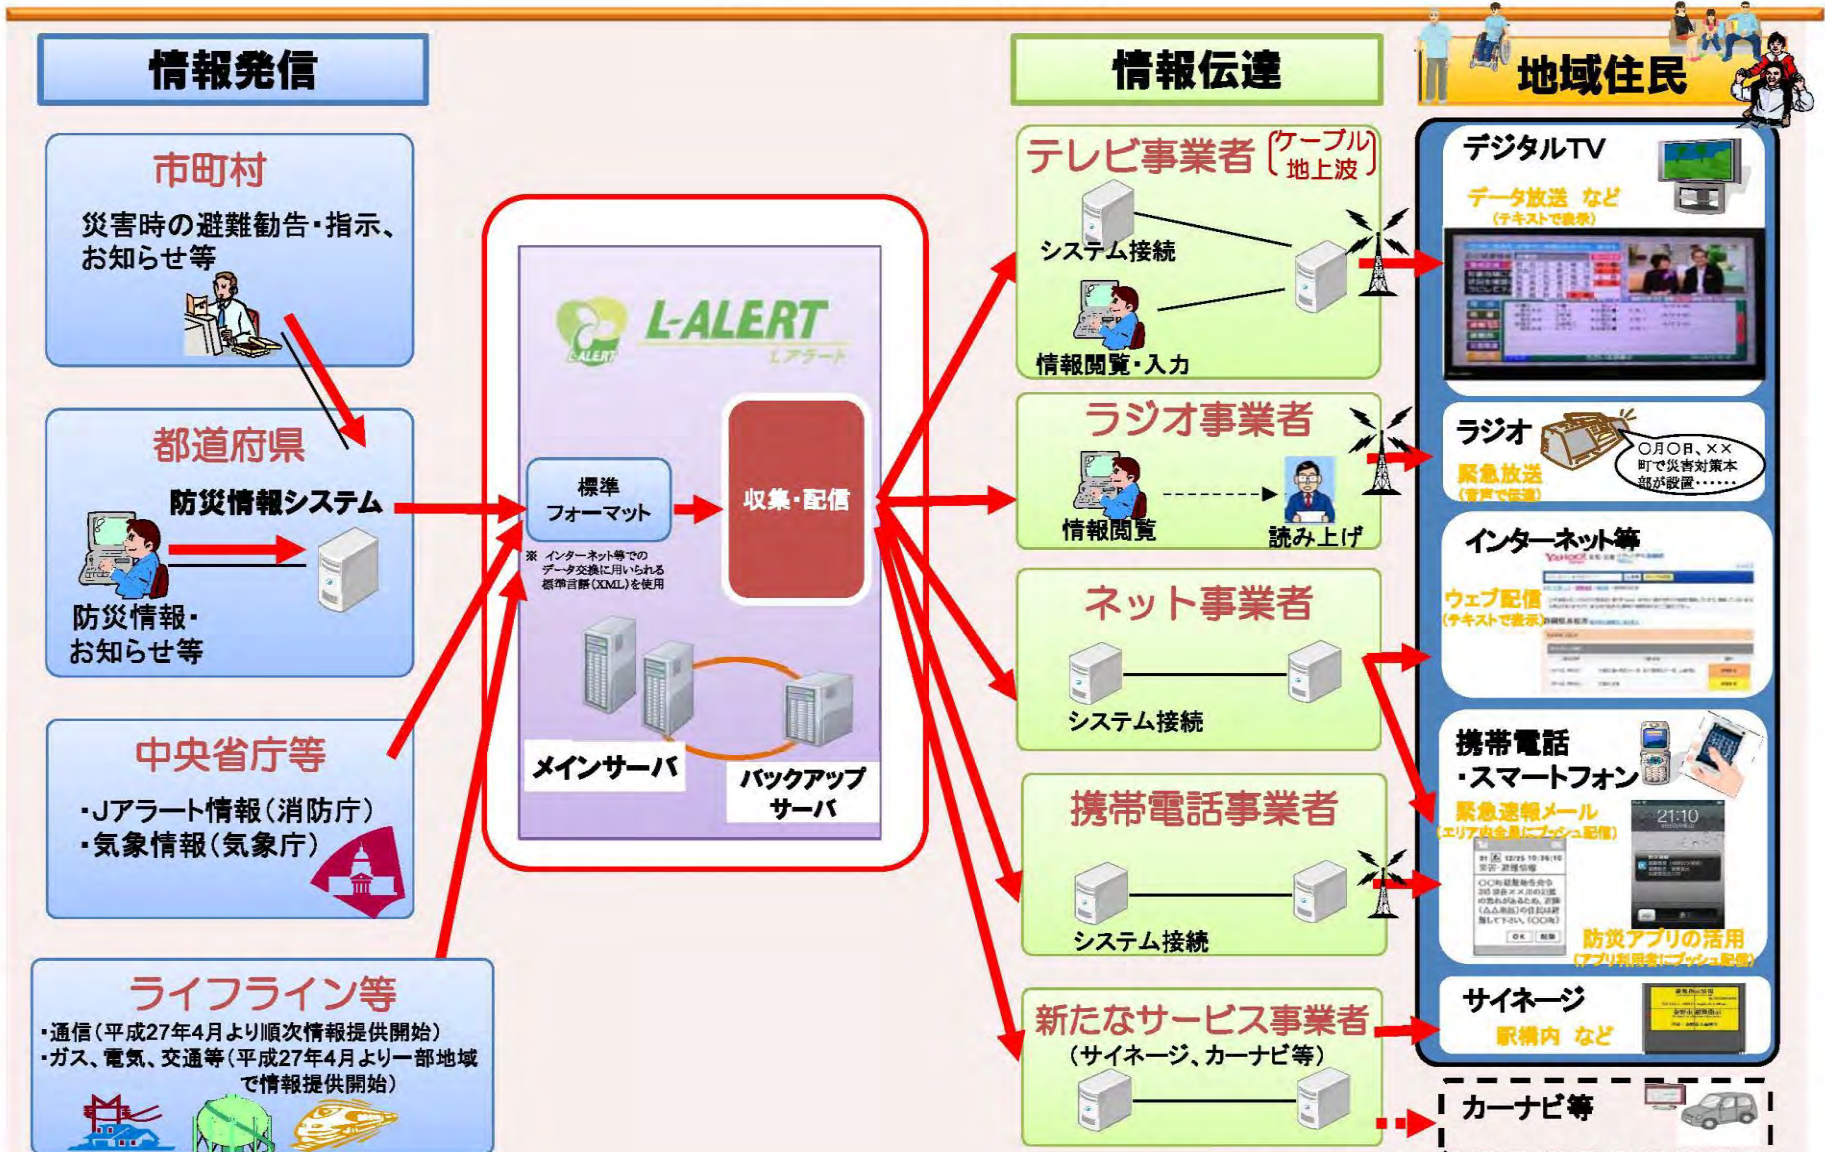 情報発信
市町村
災害時の避難勧告・指示、
お知らせ等
都道府県
防災情報システム
防災情報・
お知らせ等
中央省庁等
・Jアラート情報(消防庁)
・気象情報(気象庁)
ライフライン等
・通信(平成27年4月より順次情報提供開始)
・ガス、電気、交通等(平成27年4月より一部地域
で情報提供開始)
L-ALERT
L-ALERT
Lアラート
標準
フォーマット
収集・配信
※ インターネット等での
データ交換に用いられる
標準言語(XML)を使用
メインサーバ
バックアップ
サーバ
情報伝達
テレビ事業者
ケーブル
地上波
システム接続
情報閲覧・入力
ラジオ事業者
情報閲覧
読み上げ
ネット事業者
システム接続
携帯電話事業者
システム接続
新たなサービス事業者
(サイネージ、カーナビ等)
地域住民
デジタルTV
データ放送 など
(テキストで表示)
ラジオ
緊急放送
(音声で伝達)
〇月〇日、××
町で災害対策本
部が設置・・・・・・
インターネット等
Yahoo!
ウェブ配信
(テキストで表示)
携帯電話
・スマートフォン
緊急速報メール
(エリア内全員にプッシュ配信)
21:10
12/25 10:36:10
災害・避難情報
OK 削除
防災アプリの活用
(アプリ利用者にプッシュ配信)
サイネージ
駅構内 など
カーナビ等